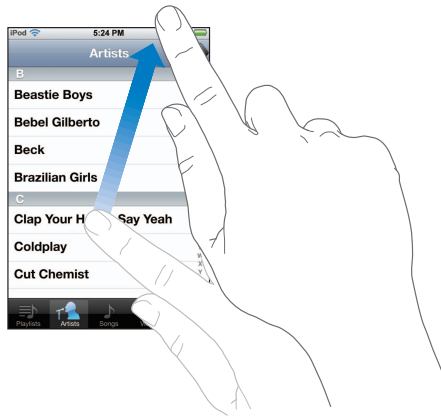 iPod 5:24 PM
Artists
B
Beastie Boys
Bebel Gilberto
Beck
Brazilian Girls
C
Clap Your H Say Yeah
Coldplay
W
X
Cut Chemist
Y
Playlists Artists Songs